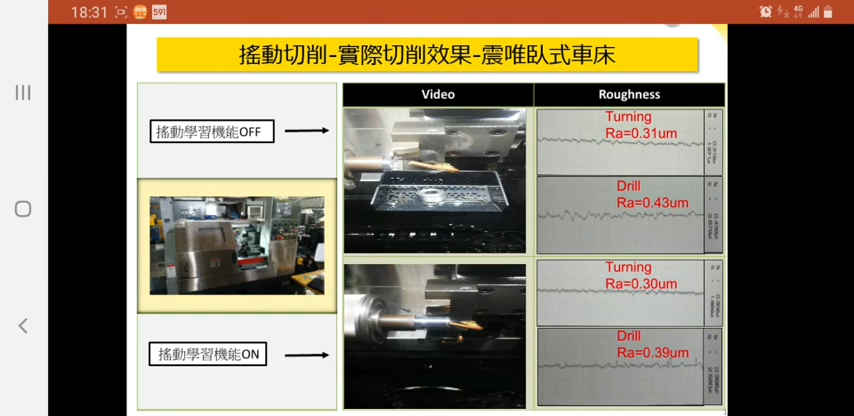 18:31
591
4G
搖動切削-實際切削效果-震唯臥式車床
Video
Roughness
搖動學習機能OFF
Turning
Ra=0.31um
Drill
Ra=0.43um
搖動學習機能ON
Turning
Ra=0.30um
Drill
Ra=0.39um